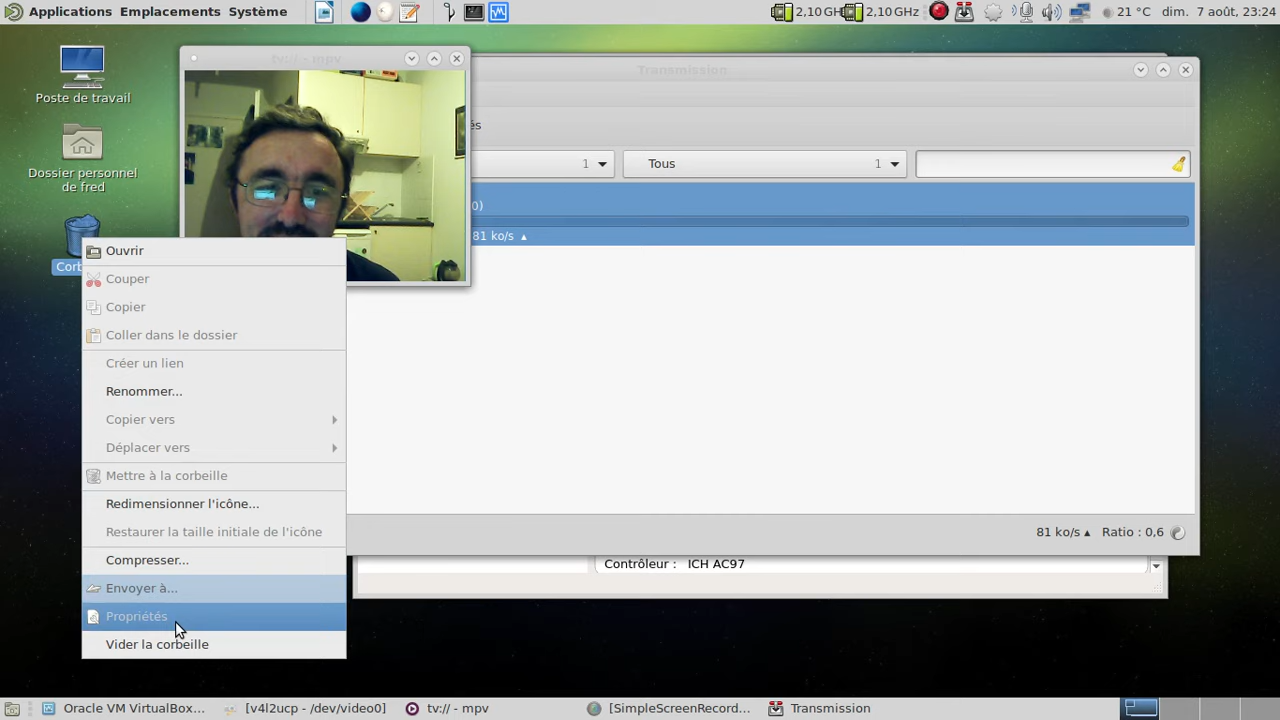 Applications Emplacements Système 2,10 GHz 2,10 GHz 21 °C dim. 7 août, 23:24
tv:// - mpv
Transmission
Poste de travail
és
Dossier personnel
de fred
1 Tous 1
0)
81 ko/s
Corb
Ouvrir
Couper
Copier
Coller dans le dossier
Créer un lien
Renommer...
Copier vers
Déplacer vers
Mettre à la corbeille
Redimensionner l'icône...
Restaurer la taille initiale de l'icône
Compresser...
Envoyer à...
Propriétés
Vider la corbeille
81 ko/s Ratio : 0,6
Contrôleur : ICH AC97
Oracle VM VirtualBox... [v4l2ucp - /dev/video0] tv:// - mpv [SimpleScreenRecord... Transmission